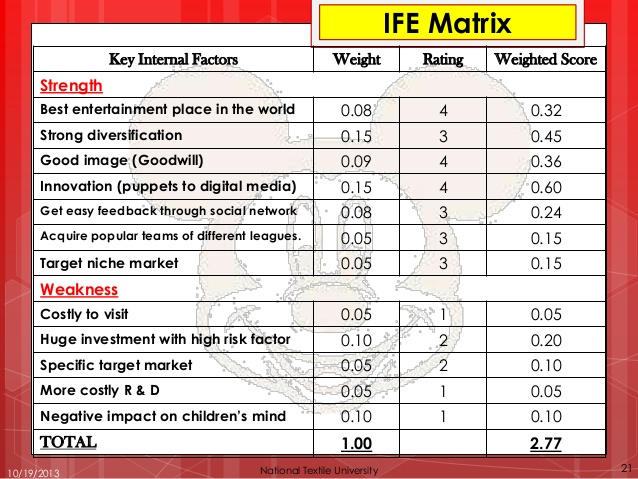 IFE Matrix
Key Internal Factors Weight Rating Weighted Score
Strength
Best entertainment place in the world 0.08 4 0.32
Strong diversification 0.15 3 0.45
Good image (Goodwill) 0.09 4 0.36
Innovation (puppets to digital media) 0.15 4 0.60
Get easy feedback through social network 0.08 3 0.24
Acquire popular teams of different leagues. 0.05 3 0.15
Target niche market 0.05 3 0.15
Weakness
Costly to visit 0.05 1 0.05
Huge investment with high risk factor 0.10 2 0.20
Specific target market 0.05 2 0.10
More costly R & D 0.05 1 0.05
Negative impact on children's mind 0.10 1 0.10
TOTAL 1.00 2.77
10/19/2013 National Textile University 21